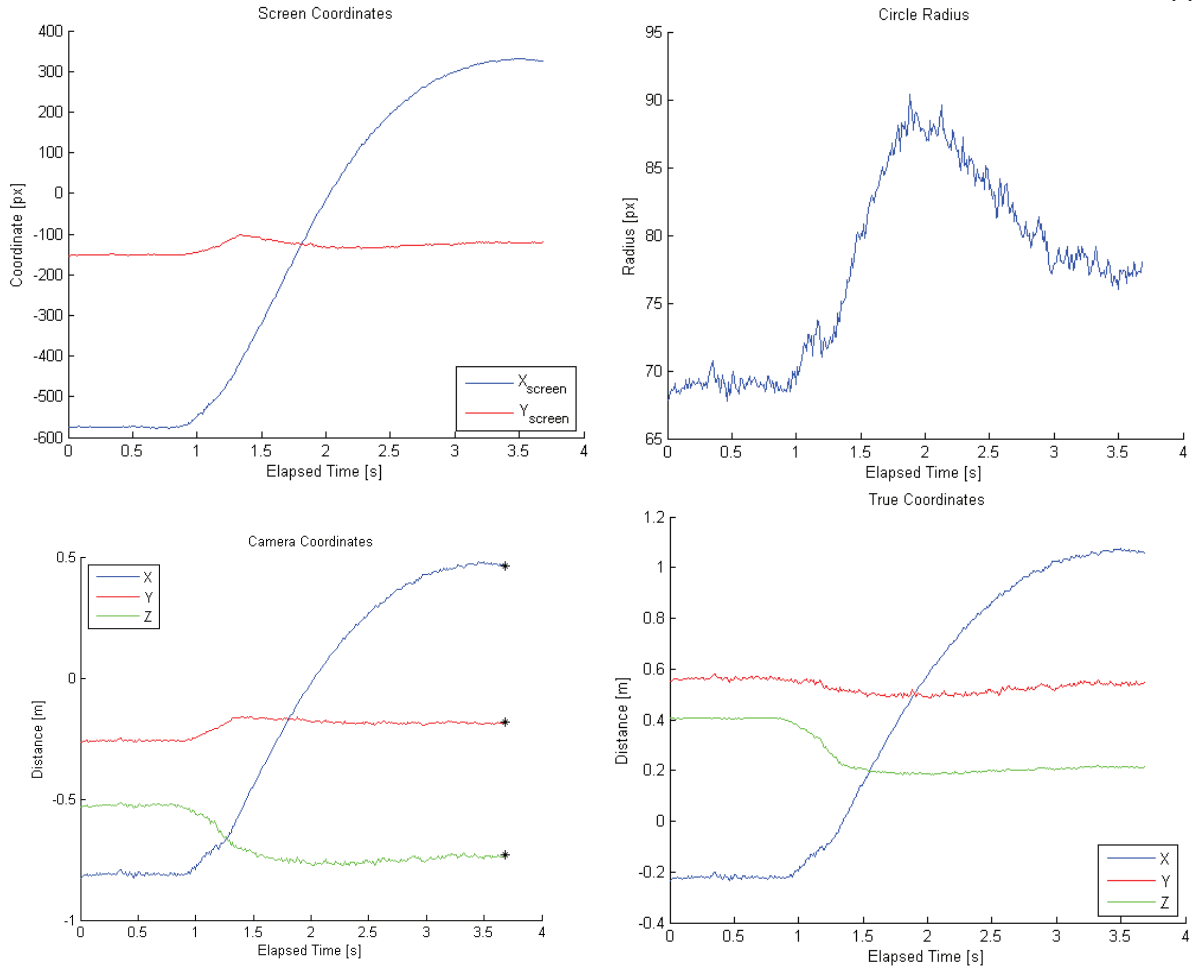 Screen Coordinates
400
300
200
100
0
-100
-200
-300
-400
-500
-600
Coordinate [px]
X screen
Y screen
0 0.5 1 1.5 2 2.5 3 3.5 4
Elapsed Time [s]
Circle Radius
95
90
85
80
75
70
65
Radius [px]
0 0.5 1 1.5 2 2.5 3 3.5 4
Elapsed Time [s]
Camera Coordinates
0.5
0
-0.5
-1
Distance [m]
X
Y
Z
0 0.5 1 1.5 2 2.5 3 3.5 4
Elapsed Time [s]
True Coordinates
1.2
1
0.8
0.6
0.4
0.2
0
-0.2
-0.4
Distance [m]
X
Y
Z
0 0.5 1 1.5 2 2.5 3 3.5 4
Elapsed Time [s]